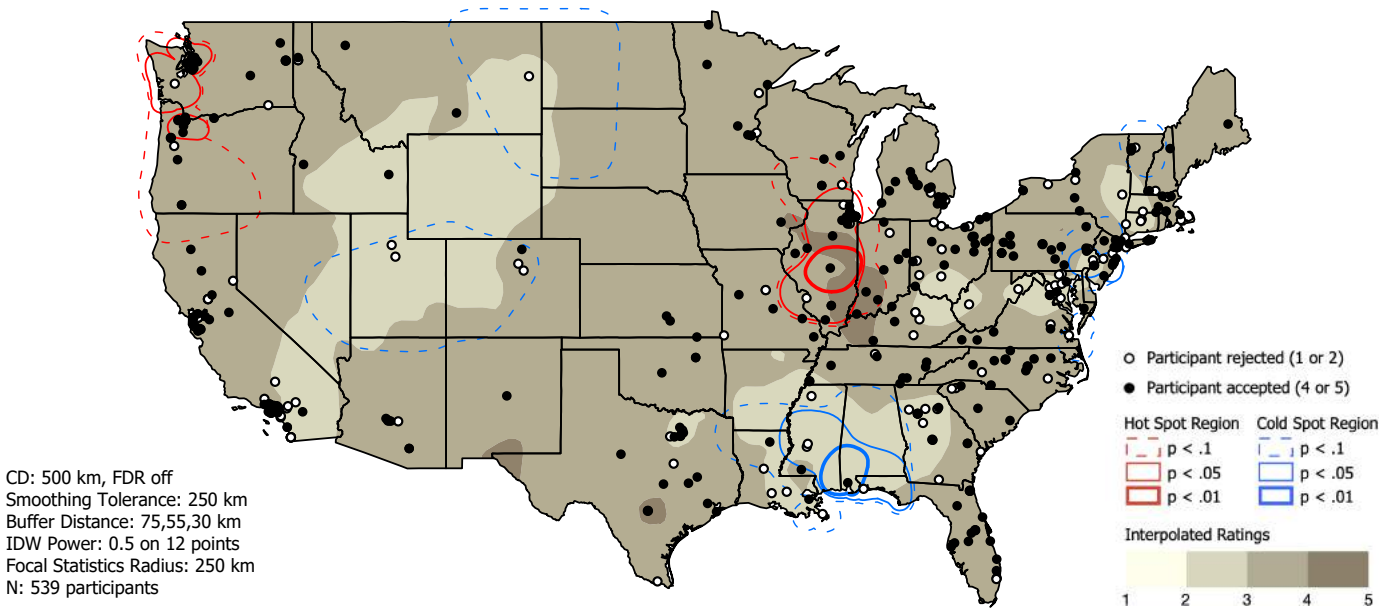 Participant rejected (1 or 2)
Participant accepted (4 or 5)
Hot Spot Region
Cold Spot Region
p < .1
p < .1
p < .05
p < .05
p < .01
p < .01
Interpolated Ratings
1 2 3 4 5
CD: 500 km, FDR off
Smoothing Tolerance: 250 km
Buffer Distance: 75,55,30 km
IDW Power: 0.5 on 12 points
Focal Statistics Radius: 250 km
N: 539 participants